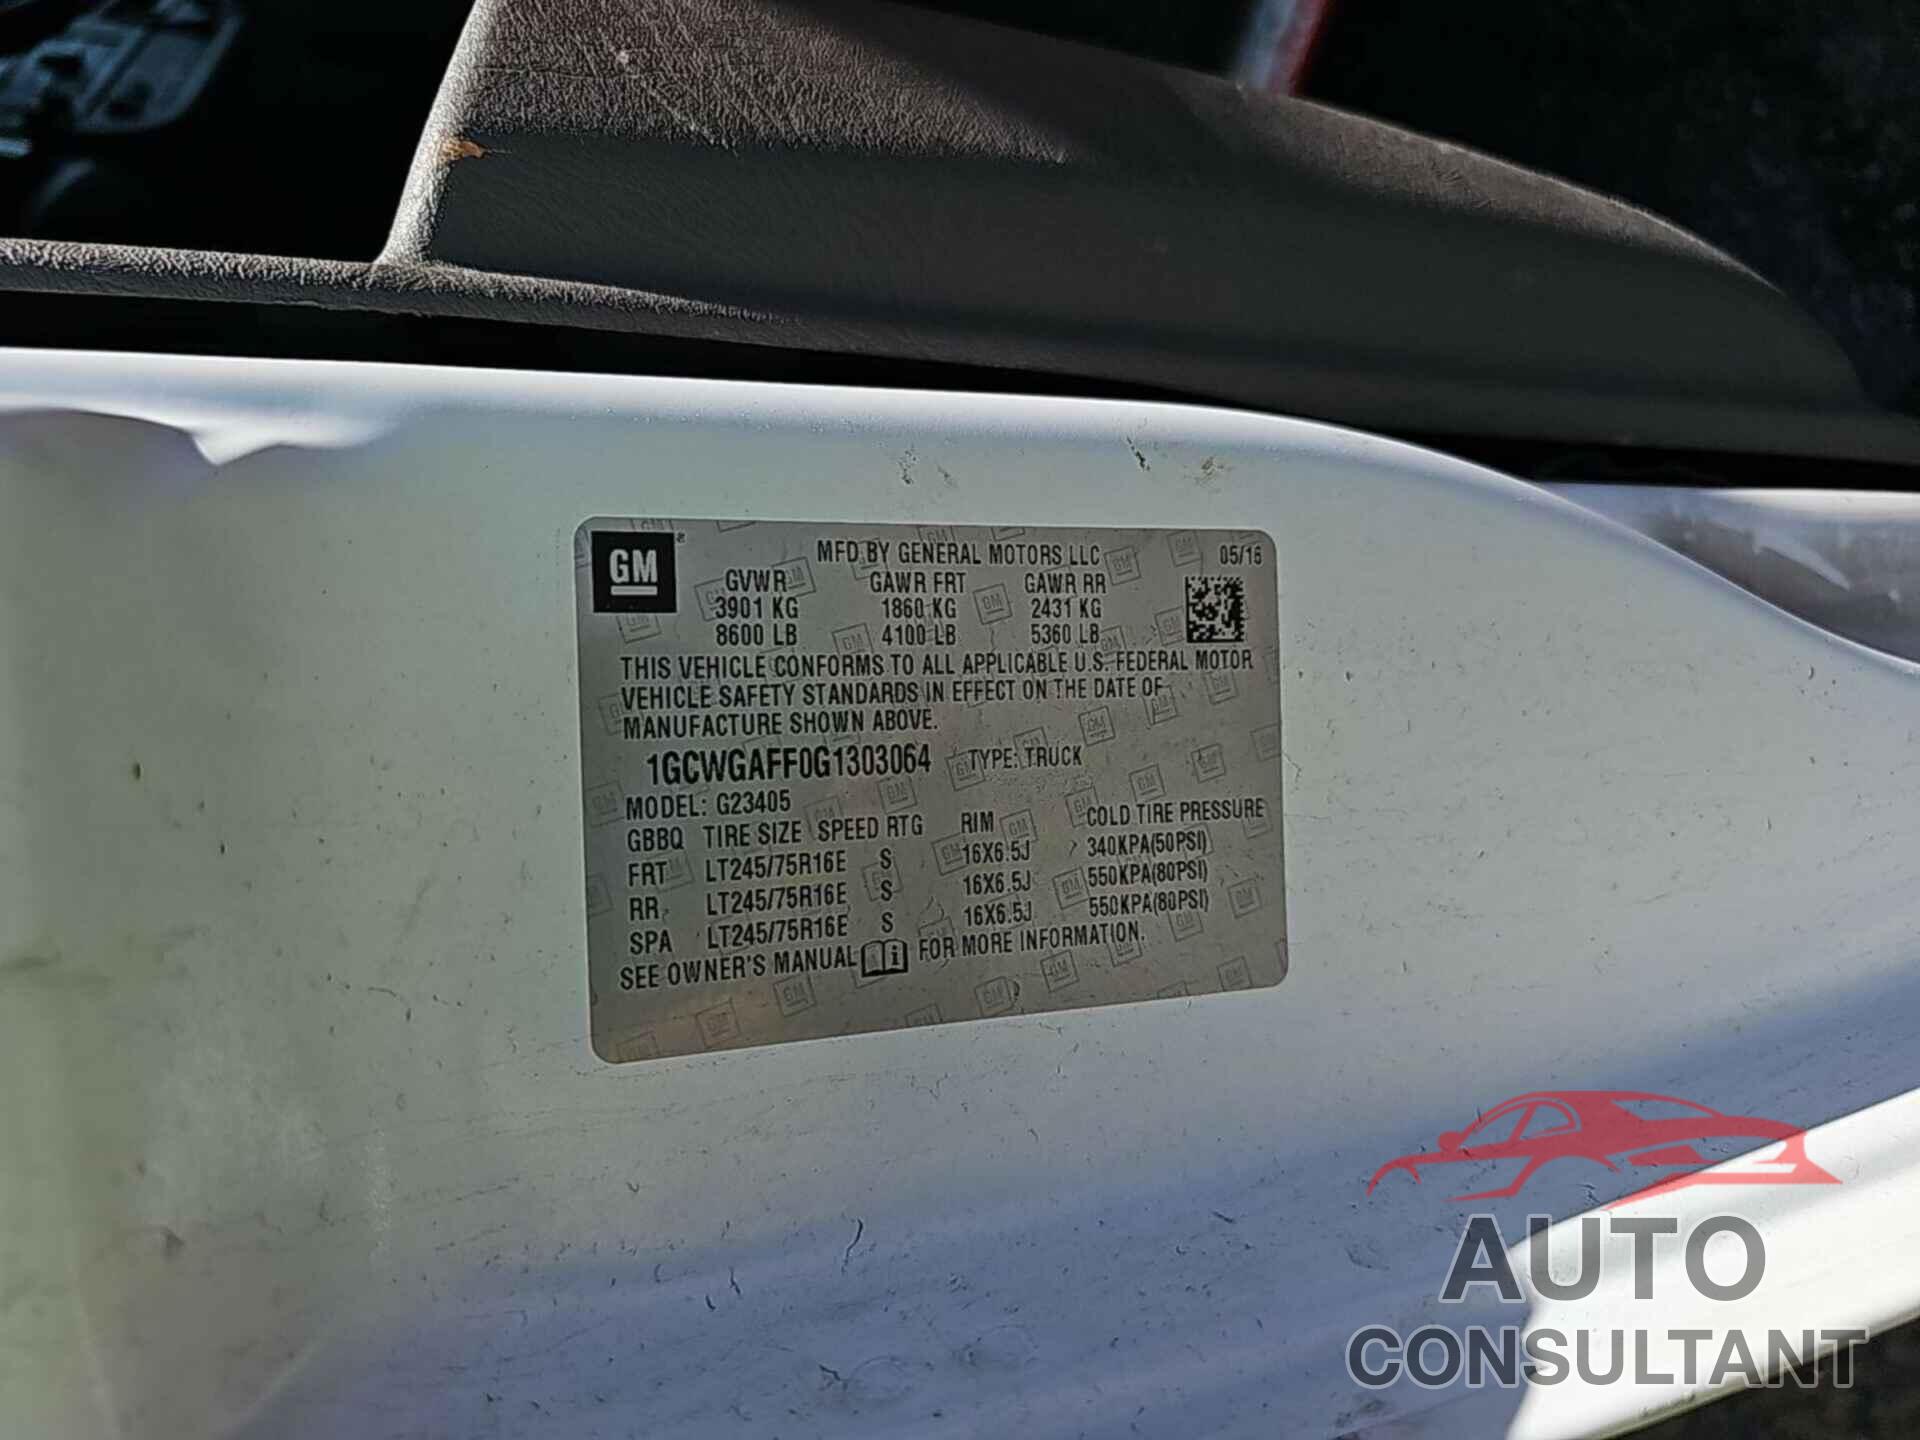 GM
MFD BY GENERAL MOTORS LLC 05/16
GVWR GAWR FRT GAWR RR
3901 KG 1860 KG 2431 KG
8600 LB 4100 LB 5360 LB
THIS VEHICLE CONFORMS TO ALL APPLICABLE U.S. FEDERAL MOTOR
VEHICLE SAFETY STANDARDS IN EFFECT ON THE DATE OF
MANUFACTURE SHOWN ABOVE.
1GCWGAFF0G1303064 TYPE: TRUCK
MODEL: G23405
GBBQ TIRE SIZE SPEED RTG RIM COLD TIRE PRESSURE
FRT LT245/75R16E S 16X6.5J 340KPA(50PSI)
RR LT245/75R16E S 16X6.5J 550KPA(80PSI)
SPA LT245/75R16E S 16X6.5J 550KPA(80PSI)
SEE OWNER'S MANUAL FOR MORE INFORMATION.
AUTO
CONSULTANT